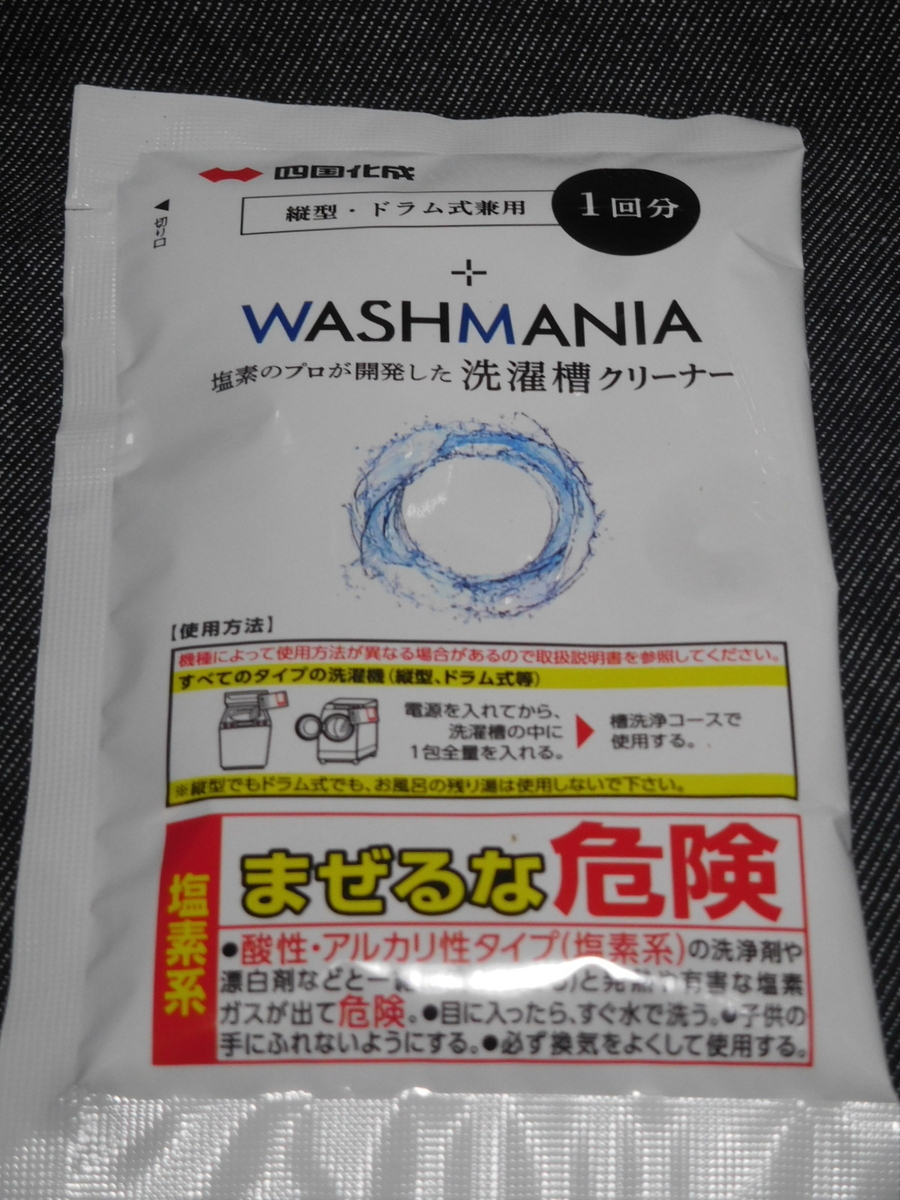 四国化成
縦型・ドラム式兼用
1回分
◀切り口
WASHMANIA
塩素のプロが開発した洗濯槽クリーナー
【使用方法】
機種によって使用方法が異なる場合があるので取扱説明書を参照してください。
すべてのタイプの洗濯機(縦型、ドラム式等)
電源を入れてから、
洗濯槽の中に
1包全量を入れる。
▶
槽洗浄コースで
使用する。
※縦型でもドラム式でも、お風呂の残り湯は使用しないで下さい。
塩素系
まぜるな危険
●酸性・アルカリ性タイプ(塩素系)の洗浄剤や
漂白剤などと一緒に と発熱や有害な塩素
ガスが出て危険。●目に入ったら、すぐ水で洗う。●子供の
手にふれないようにする。●必ず換気をよくして使用する。